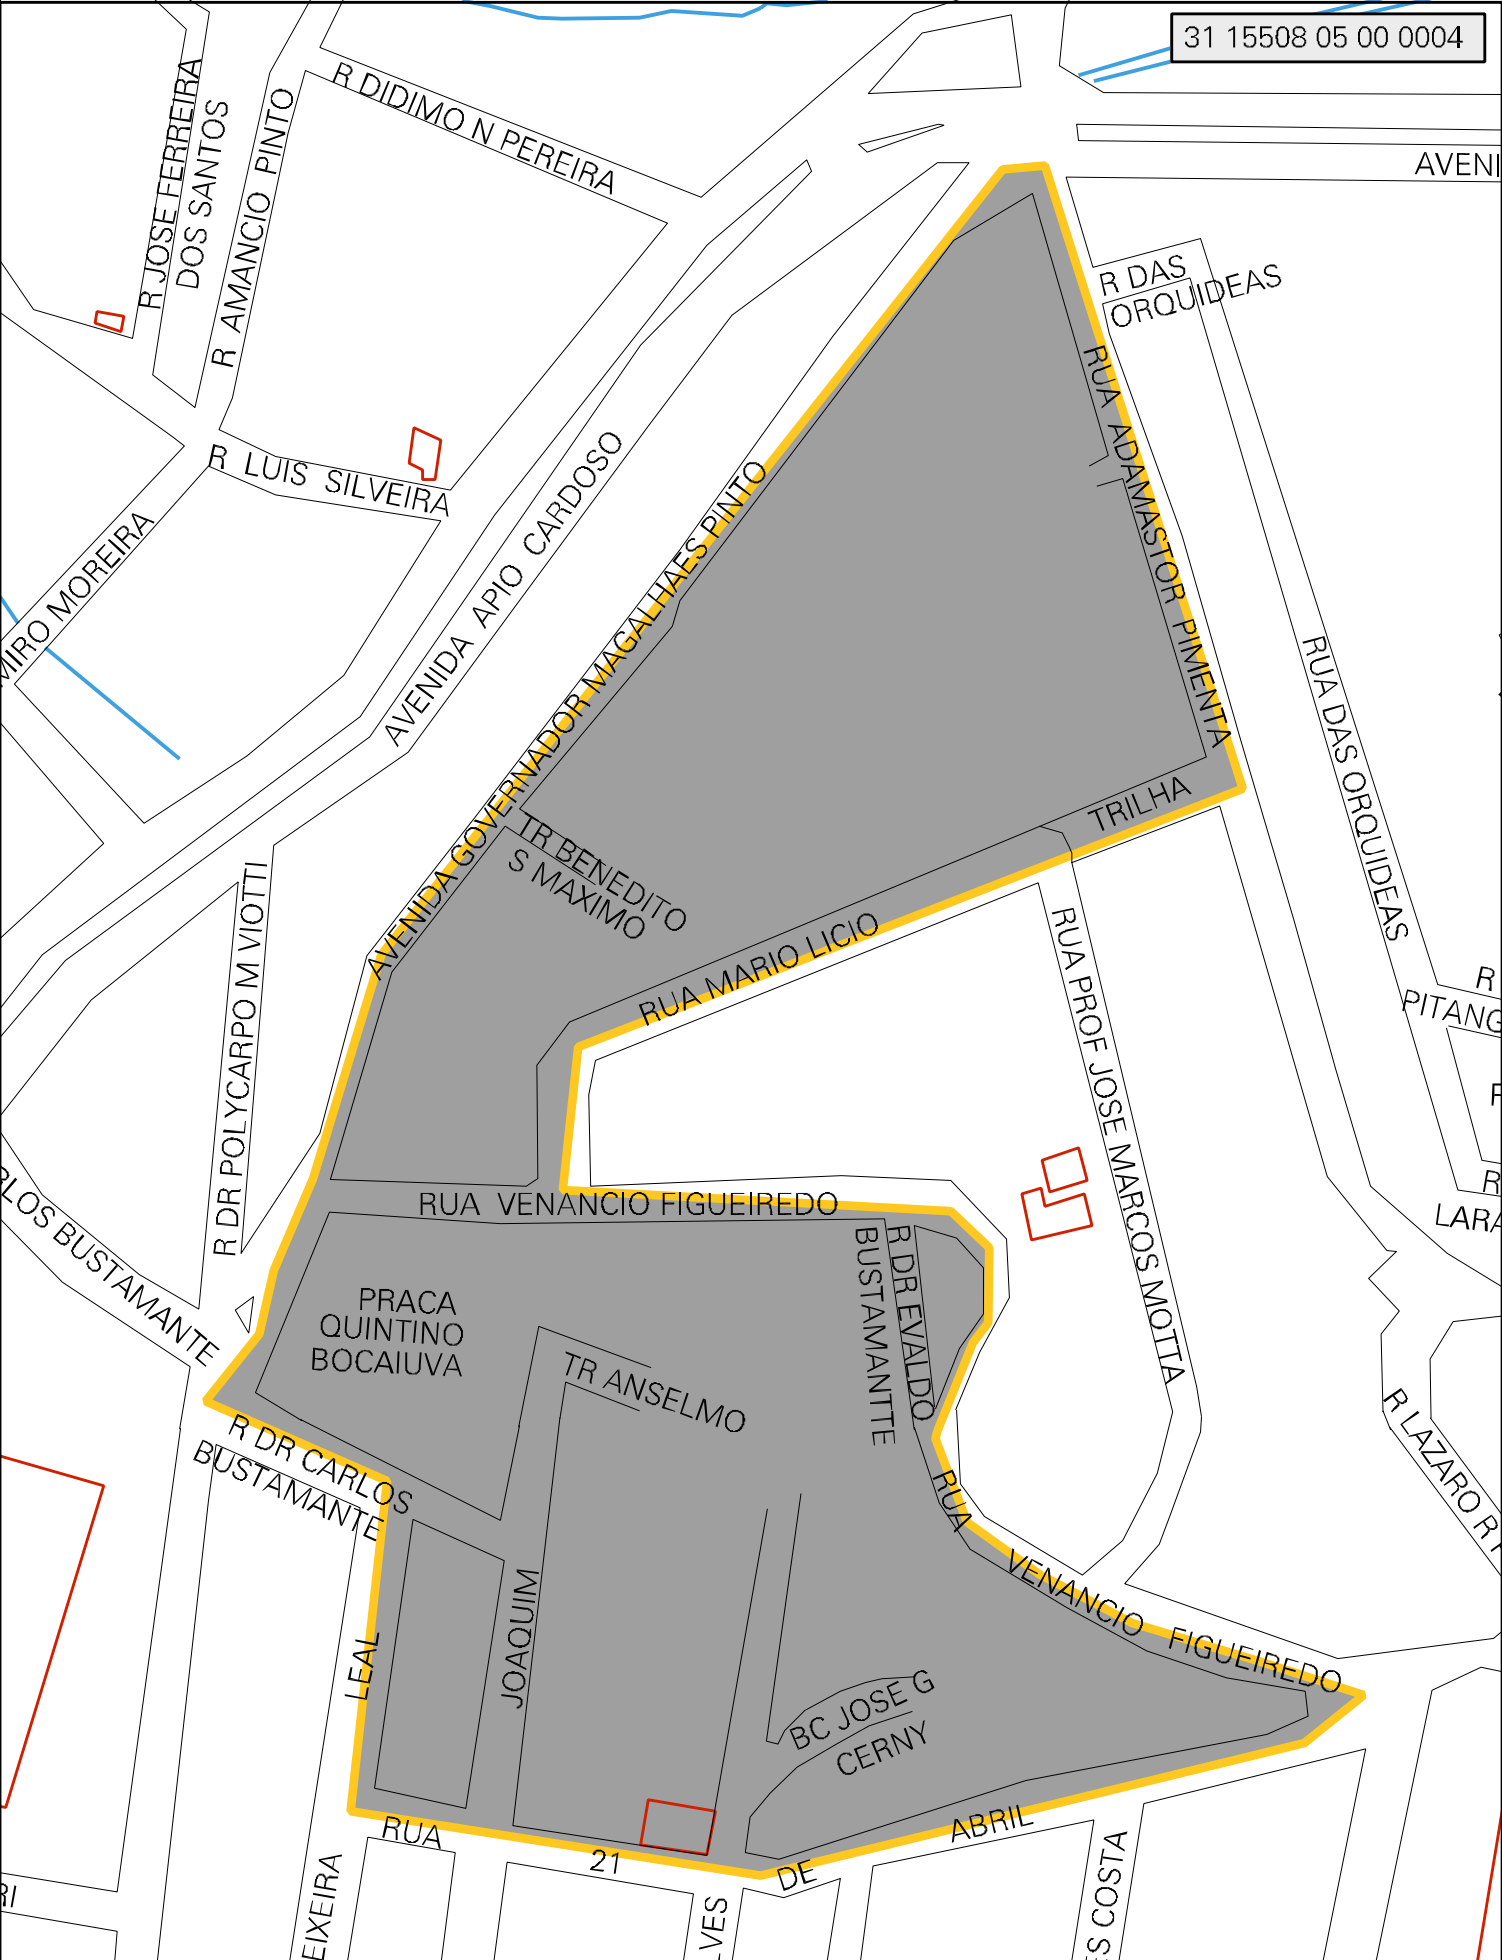 31 15508 05 00 0004
R DIDIMO N PEREIRA
R JOSE FERREIRA
DOS SANTOS
R AMANCIO PINTO
AVENI
R DAS
ORQUIDEAS
RUA ADAMASTOR PIMENTA
R LUIS SILVEIRA
MIRO MOREIRA
AVENIDA APIO CARDOSO
AVENIDA GOVERNADOR MAGALHAES PINTO
RUA DAS ORQUIDEAS
TRILHA
TR BENEDITO
S MAXIMO
RUA MARIO LICIO
R DR POLYCARPO M VIOTTI
RUA PROF JOSE MARCOS MOTTA
R
PITANG
R
LARA
RLOS BUSTAMANTE
RUA VENANCIO FIGUEIREDO
R DR EVALDO
BUSTAMANTTE
PRACA
QUINTINO
BOCAIUVA
TR ANSELMO
R DR CARLOS
BUSTAMANTE
R LAZARO R
RUA VENANCIO FIGUEIREDO
LEAL
JOAQUIM
BC JOSE G
CERNY
RUA 21 DE ABRIL
EIXEIRA
LVES
ES COSTA
RI